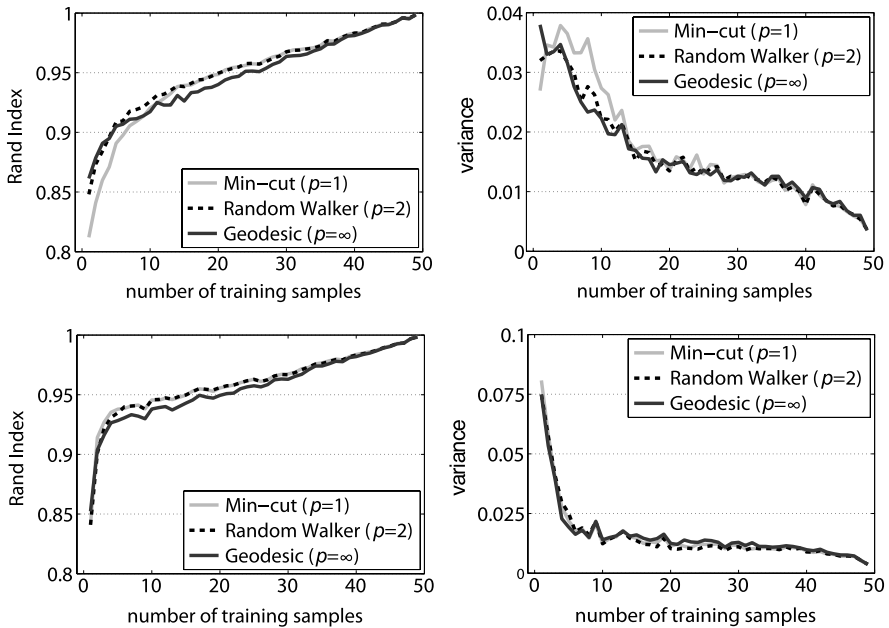 1
0.95
0.9
0.85
0.8
Rand Index
0 10 20 30 40 50
number of training samples
Min−cut (p=1)
Random Walker (p=2)
Geodesic (p=∞)
0.04
0.03
0.02
0.01
0
variance
0 10 20 30 40 50
number of training samples
Min−cut (p=1)
Random Walker (p=2)
Geodesic (p=∞)
1
0.95
0.9
0.85
0.8
Rand Index
0 10 20 30 40 50
number of training samples
Min−cut (p=1)
Random Walker (p=2)
Geodesic (p=∞)
0.1
0.075
0.05
0.025
0
variance
0 10 20 30 40 50
number of training samples
Min−cut (p=1)
Random Walker (p=2)
Geodesic (p=∞)